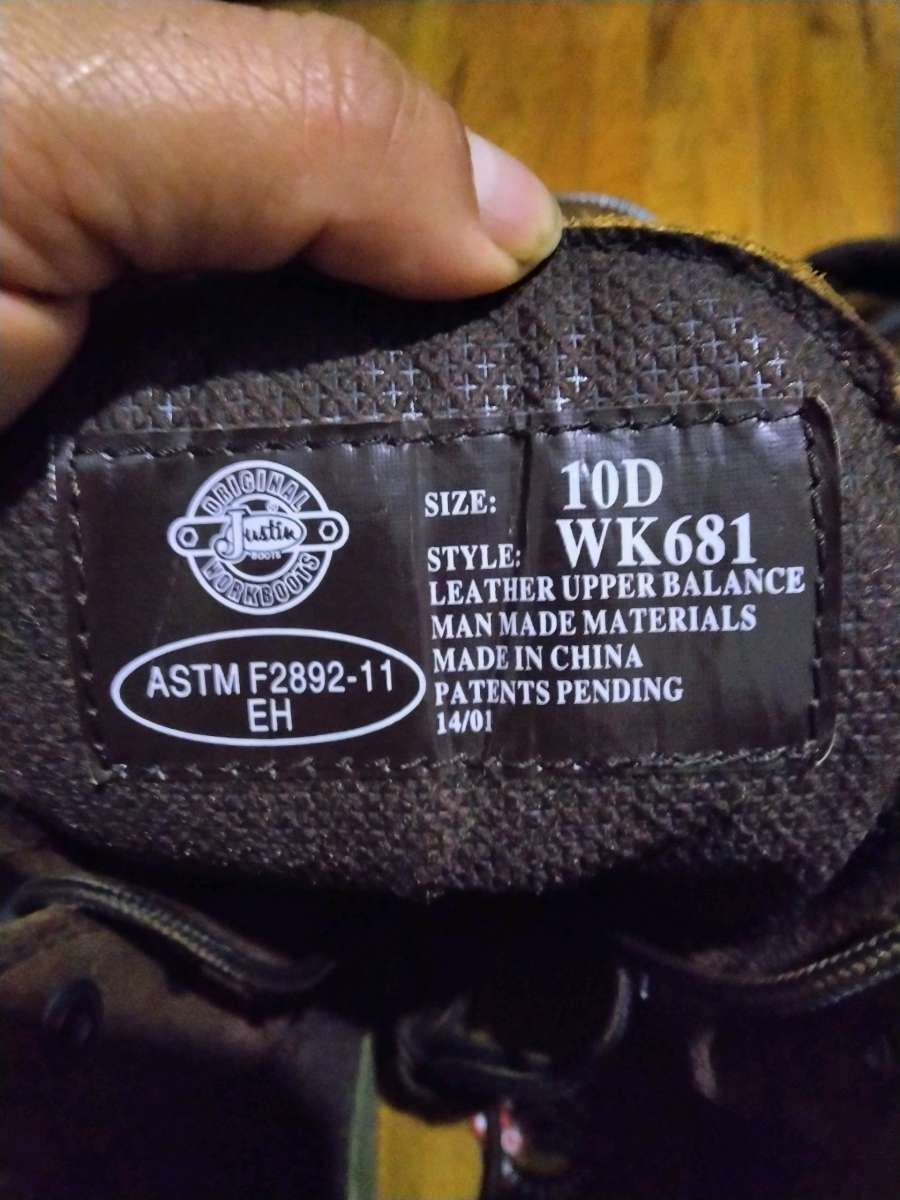 ORIGINAL
Justin
BOOTS
WORKBOOTS
®
ASTM F2892-11
EH
SIZE: 10D
STYLE: WK681
LEATHER UPPER BALANCE
MAN MADE MATERIALS
MADE IN CHINA
PATENTS PENDING
14/01